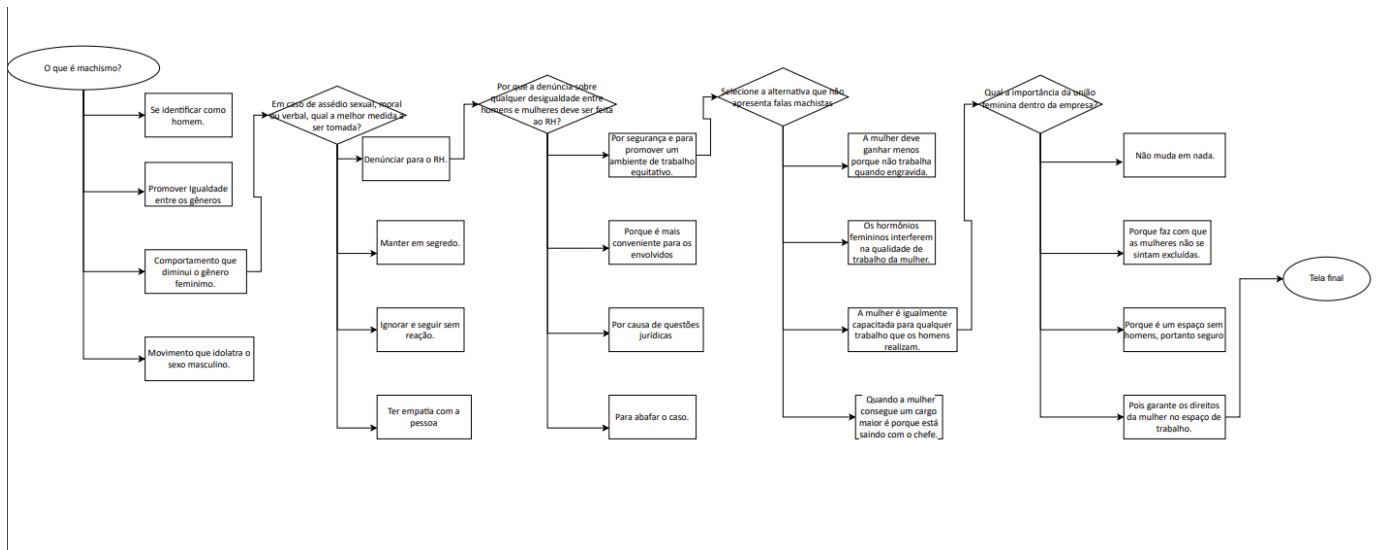 O que é machismo?
Se identificar como
homem.
Promover Igualdade
entre os gêneros
Comportamento que
diminui o gênero
feminimo.
Movimento que idolatra o
sexo masculino.
Em caso de assédio sexual, moral
ou verbal, qual a melhor medida a
ser tomada?
Denúnciar para o RH.
Manter em segredo.
Ignorar e seguir sem
reação.
Ter empatia com a
pessoa
Por que a denúncia sobre
qualquer desigualdade entre
homens e mulheres deve ser feita
ao RH?
Por segurança e para
promover um
ambiente de trabalho
equitativo.
Porque é mais
conveniente para os
envolvidos
Por causa de questões
jurídicas
Para abafar o caso.
Selecione a alternativa que não
apresenta falas machistas
A mulher deve
ganhar menos
porque não trabalha
quando engravida.
Os hormônios
femininos interferem
na qualidade de
trabalho da mulher.
A mulher é igualmente
capacitada para qualquer
trabalho que os homens
realizam.
Quando a mulher
consegue um cargo
maior é porque está
saindo com o chefe.
Qual a importância da união
feminina dentro da empresa?
Não muda em nada.
Porque faz com que
as mulheres não se
sintam excluídas.
Porque é um espaço sem
homens, portanto seguro
Pois garante os direitos
da mulher no espaço de
trabalho.
Tela final